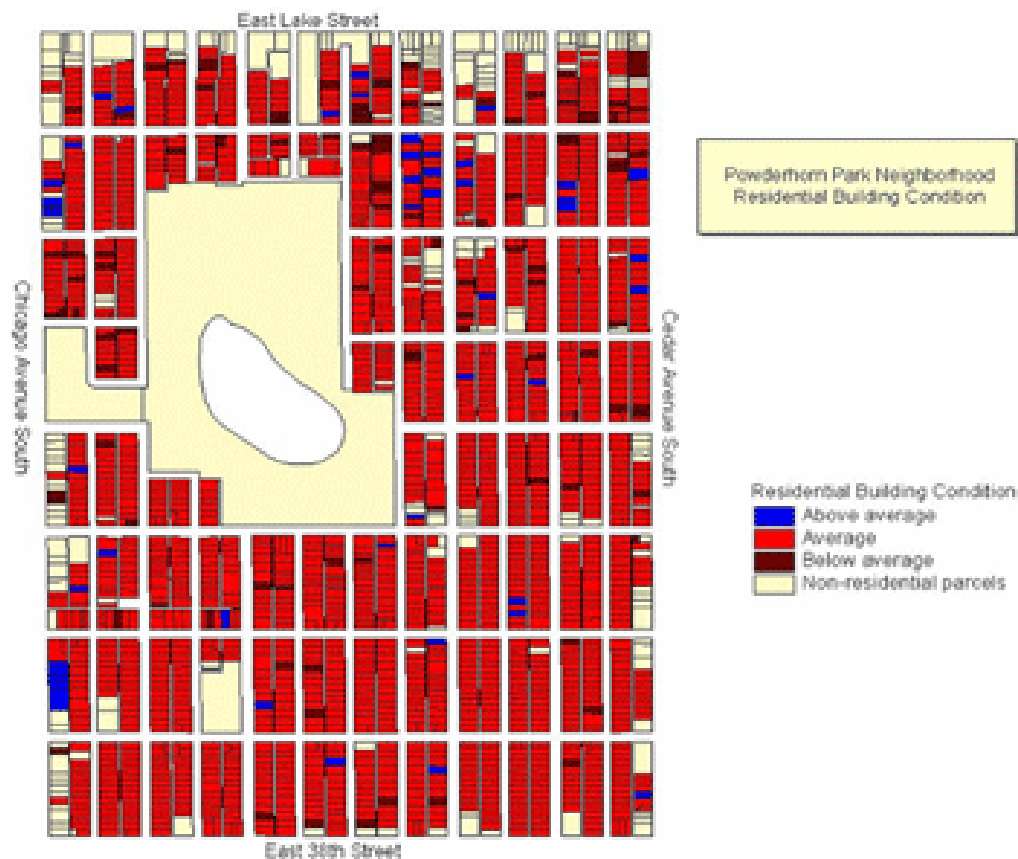 East Lake Street
Powderhorn Park Neighborhood
Residential Building Condition
Chicago Avenue South
Cedar Avenue South
Residential Building Condition
Above average
Average
Below average
Non-residential parcels
East 38th Street